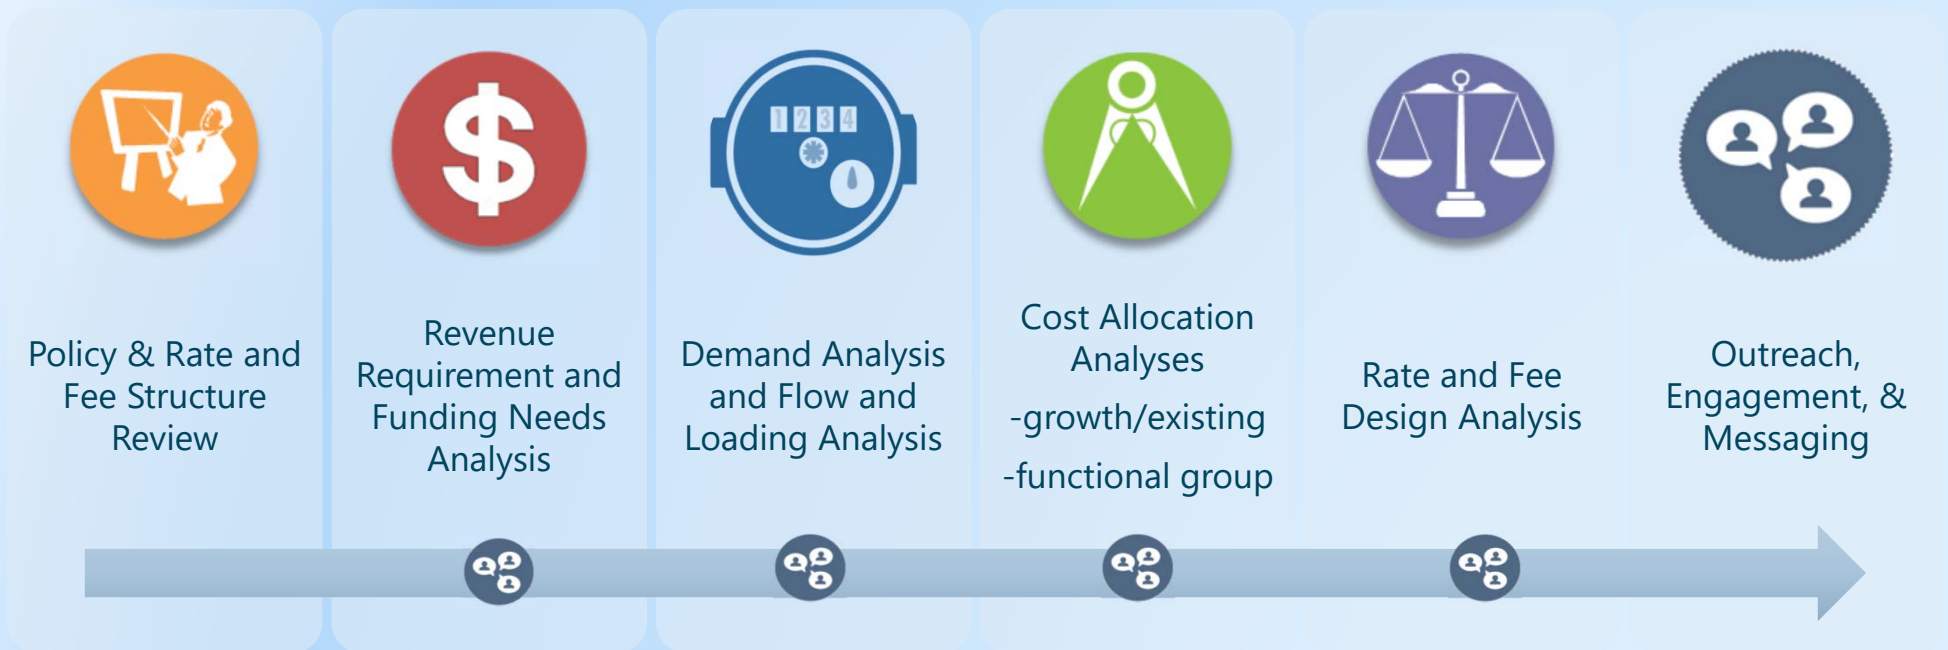 1234
Policy & Rate and
Fee Structure
Review
Revenue
Requirement and
Funding Needs
Analysis
Demand Analysis
and Flow and
Loading Analysis
Cost Allocation
Analyses
-growth/existing
-functional group
Rate and Fee
Design Analysis
Outreach,
Engagement, &
Messaging